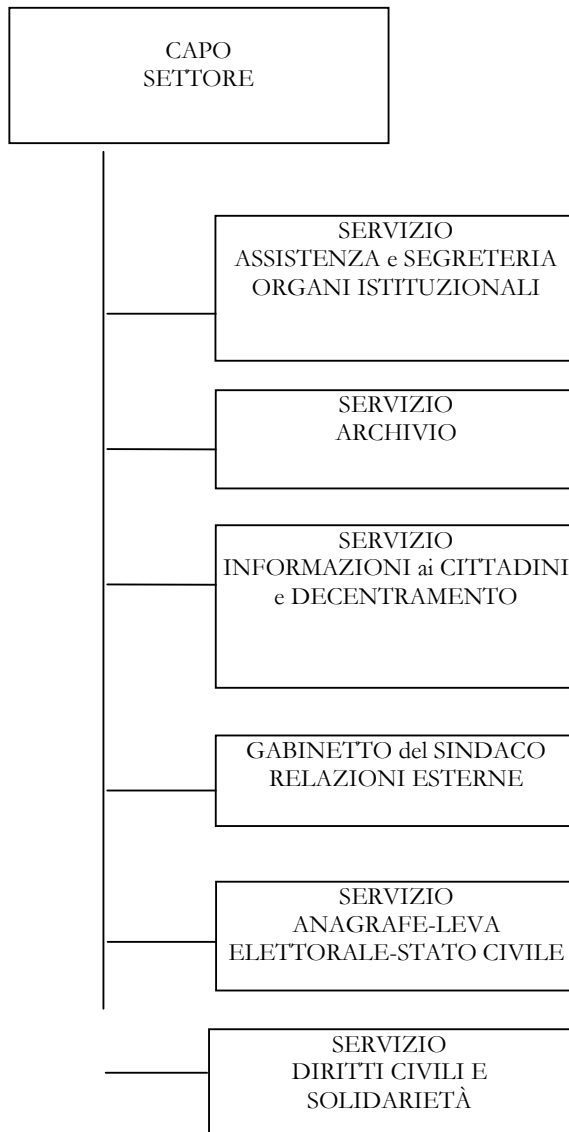 CAPO
SETTORE
SERVIZIO
ASSISTENZA e SEGRETERIA
ORGANI ISTITUZIONALI
SERVIZIO
ARCHIVIO
SERVIZIO
INFORMAZIONI ai CITTADINI
e DECENTRAMENTO
GABINETTO del SINDACO
RELAZIONI ESTERNE
SERVIZIO
ANAGRAFE-LEVA
ELETTORALE-STATO CIVILE
SERVIZIO
DIRITTI CIVILI E
SOLIDARIETÀ